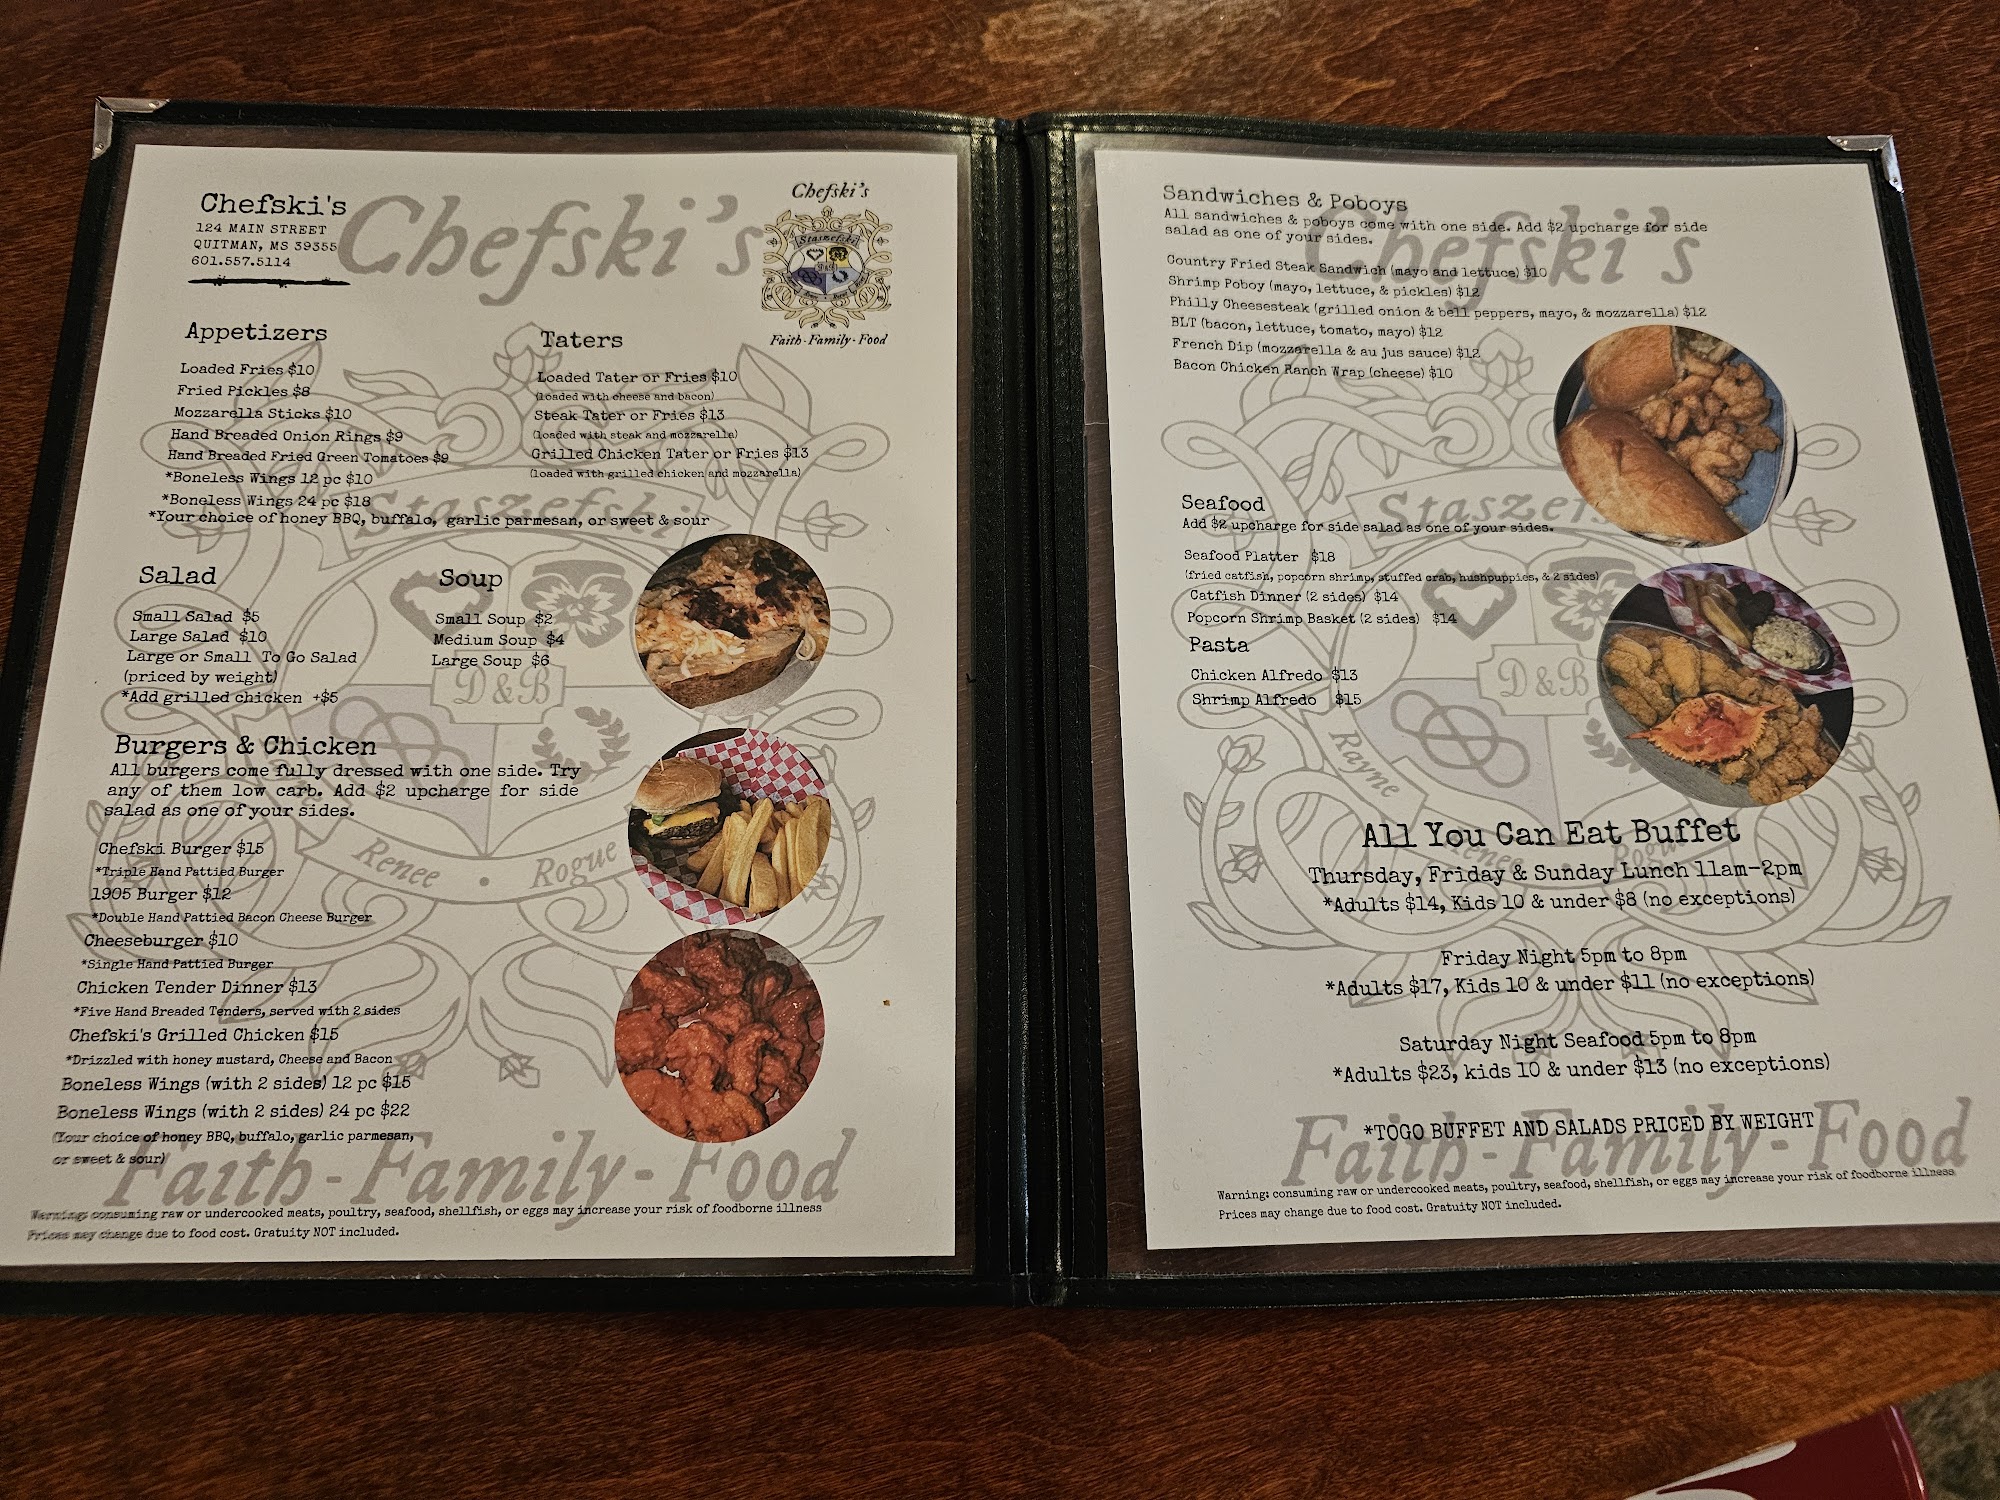 Chefski's
124 MAIN STREET
QUITMAN, MS 39355
601.557.5114
Chefski's
Chefski's
Staszefski
D&B
Faith·Family·Food
Appetizers
Loaded Fries $10
Fried Pickles $8
Mozzarella Sticks $10
Hand Breaded Onion Rings $9
Hand Breaded Fried Green Tomatoes $9
*Boneless Wings 12 pc $10
*Boneless Wings 24 pc $18
*Your choice of honey BBQ, buffalo, garlic parmesan, or sweet & sour
Taters
Loaded Tater or Fries $10
(loaded with cheese and bacon)
Steak Tater or Fries $13
(loaded with steak and mozzarella)
Grilled Chicken Tater or Fries $13
(loaded with grilled chicken and mozzarella)
Staszefski
Salad
Small Salad $5
Large Salad $10
Large or Small To Go Salad
(priced by weight)
*Add grilled chicken +$5
Soup
Small Soup $2
Medium Soup $4
Large Soup $6
D&B
Burgers & Chicken
All burgers come fully dressed with one side. Try
any of them low carb. Add $2 upcharge for side
salad as one of your sides.
Chefski Burger $15
*Triple Hand Pattied Burger
1905 Burger $12
*Double Hand Pattied Bacon Cheese Burger
Cheeseburger $10
*Single Hand Pattied Burger
Chicken Tender Dinner $13
*Five Hand Breaded Tenders, served with 2 sides
Chefski's Grilled Chicken $15
*Drizzled with honey mustard, Cheese and Bacon
Boneless Wings (with 2 sides) 12 pc $15
Boneless Wings (with 2 sides) 24 pc $22
(Your choice of honey BBQ, buffalo, garlic parmesan,
or sweet & sour)
Renee · Rogue
Faith-Family-Food
Warning: consuming raw or undercooked meats, poultry, seafood, shellfish, or eggs may increase your risk of foodborne illness
Prices may change due to food cost. Gratuity NOT included.
Chefski's
Sandwiches & Poboys
All sandwiches & poboys come with one side. Add $2 upcharge for side
salad as one of your sides.
Country Fried Steak Sandwich (mayo and lettuce) $10
Shrimp Poboy (mayo, lettuce, & pickles) $12
Philly Cheesesteak (grilled onion & bell peppers, mayo, & mozzarella) $12
BLT (bacon, lettuce, tomato, mayo) $12
French Dip (mozzarella & au jus sauce) $12
Bacon Chicken Ranch Wrap (cheese) $10
Seafood
Add $2 upcharge for side salad as one of your sides.
Seafood Platter $18
(fried catfish, popcorn shrimp, stuffed crab, hushpuppies, & 2 sides)
Catfish Dinner (2 sides) $14
Popcorn Shrimp Basket (2 sides) $14
Pasta
Chicken Alfredo $13
Shrimp Alfredo $15
D&B
Rayne
Renee
All You Can Eat Buffet
Thursday, Friday & Sunday Lunch 11am-2pm
*Adults $14, Kids 10 & under $8 (no exceptions)
Friday Night 5pm to 8pm
*Adults $17, Kids 10 & under $11 (no exceptions)
Saturday Night Seafood 5pm to 8pm
*Adults $23, kids 10 & under $13 (no exceptions)
*TOGO BUFFET AND SALADS PRICED BY WEIGHT
Faith-Family-Food
Warning: consuming raw or undercooked meats, poultry, seafood, shellfish, or eggs may increase your risk of foodborne illness
Prices may change due to food cost. Gratuity NOT included.